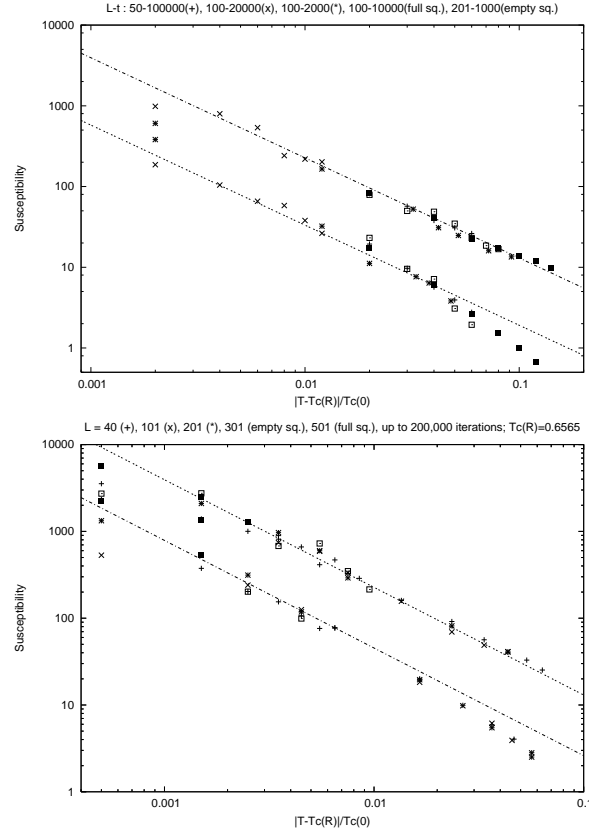 L-t : 50-100000(+), 100-20000(x), 100-2000(*), 100-10000(full sq.), 201-1000(empty sq.)
10000
1000
100
10
1
Susceptibility
0.001 0.01 0.1
|T-Tc(R)|/Tc(0)
L = 40 (+), 101 (x), 201 (*), 301 (empty sq.), 501 (full sq.), up to 200,000 iterations; Tc(R)=0.6565
10000
1000
100
10
1
Susceptibility
0.001 0.01 0.1
|T-Tc(R)|/Tc(0)